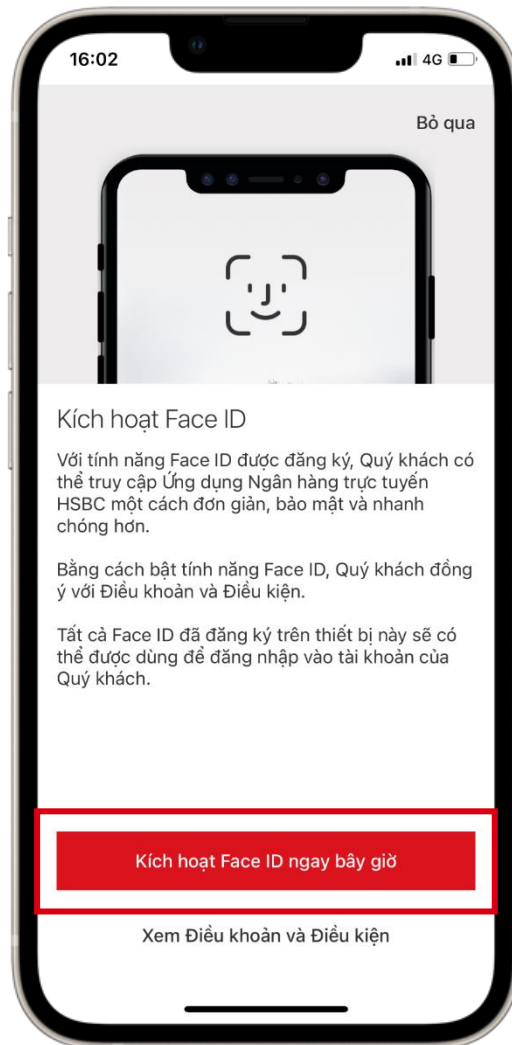 16:02
4G
Bỏ qua
Kích hoạt Face ID
Với tính năng Face ID được đăng ký, Quý khách có
thể truy cập Ứng dụng Ngân hàng trực tuyến
HSBC một cách đơn giản, bảo mật và nhanh
chóng hơn.
Bằng cách bật tính năng Face ID, Quý khách đồng
ý với Điều khoản và Điều kiện.
Tất cả Face ID đã đăng ký trên thiết bị này sẽ có
thể được dùng để đăng nhập vào tài khoản của
Quý khách.
Kích hoạt Face ID ngay bây giờ
Xem Điều khoản và Điều kiện